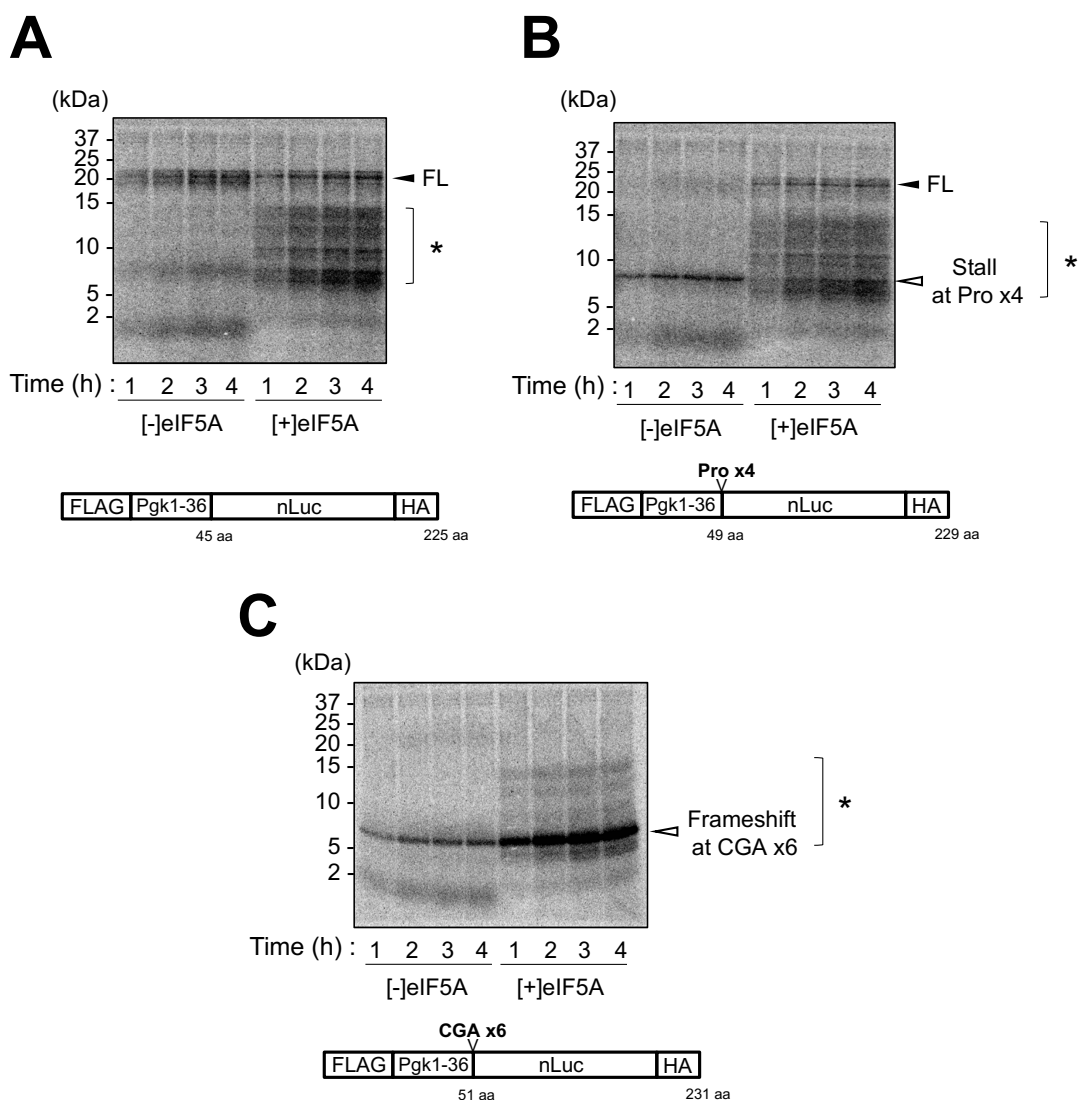 A
(kDa)
37
25
20
15
10
5
2
FL
*
Time (h) : 1 2 3 4 1 2 3 4
[-]eIF5A [+]eIF5A
FLAG Pgk1-36 nLuc HA
45 aa 225 aa
B
(kDa)
37
25
20
15
10
5
2
FL
Stall
at Pro x4
*
Time (h) : 1 2 3 4 1 2 3 4
[-]eIF5A [+]eIF5A
Pro x4
FLAG Pgk1-36 nLuc HA
49 aa 229 aa
C
(kDa)
37
25
20
15
10
5
2
Frameshift
at CGA x6
*
Time (h) : 1 2 3 4 1 2 3 4
[-]eIF5A [+]eIF5A
CGA x6
FLAG Pgk1-36 nLuc HA
51 aa 231 aa